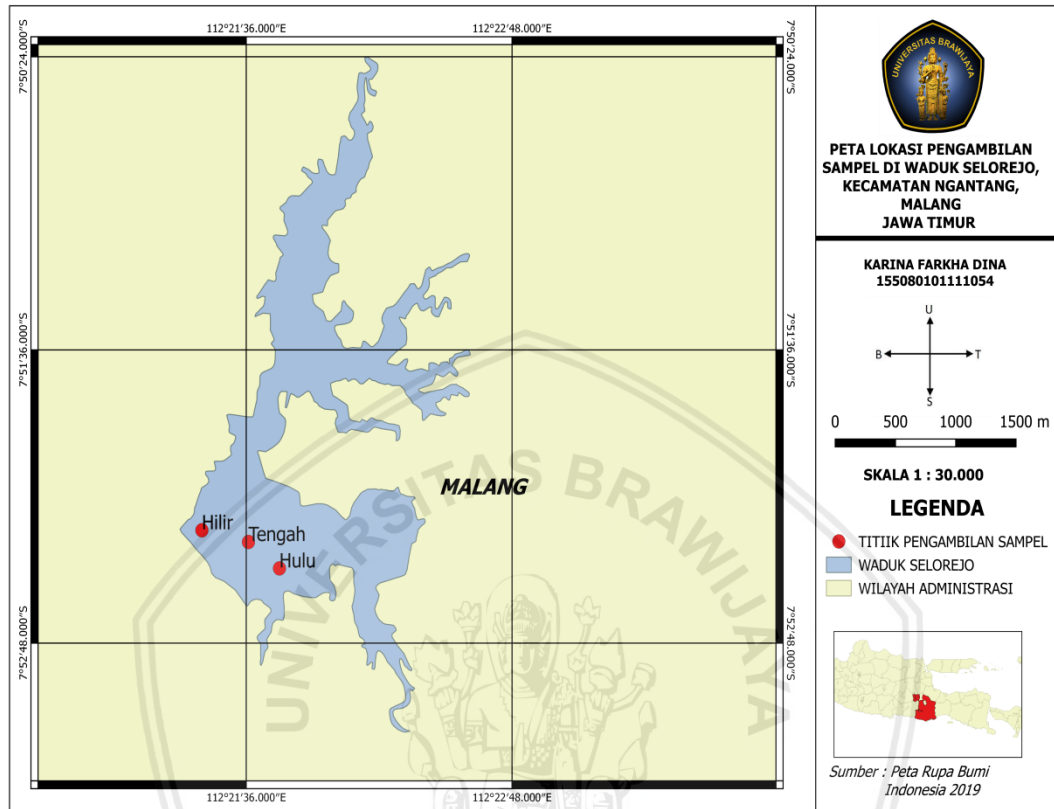 112°21'36.000"E
112°22'48.000"E
7°50'24.000"S
7°50'24.000"S
7°51'36.000"S
7°51'36.000"S
7°52'48.000"S
7°52'48.000"S
Hilir
Tengah
Hulu
MALANG
UNIVERSITAS BRAWIJAYA
112°21'36.000"E
112°22'48.000"E
UNIVERSITAS BRAWIJAYA
PETA LOKASI PENGAMBILAN
SAMPEL DI WADUK SELOREJO,
KECAMATAN NGANTANG,
MALANG
JAWA TIMUR
KARINA FARKHA DINA
155080101111054
U
B
T
S
0 500 1000 1500 m
SKALA 1 : 30.000
LEGENDA
TITIIK PENGAMBILAN SAMPEL
WADUK SELOREJO
WILAYAH ADMINISTRASI
Sumber : Peta Rupa Bumi
Indonesia 2019